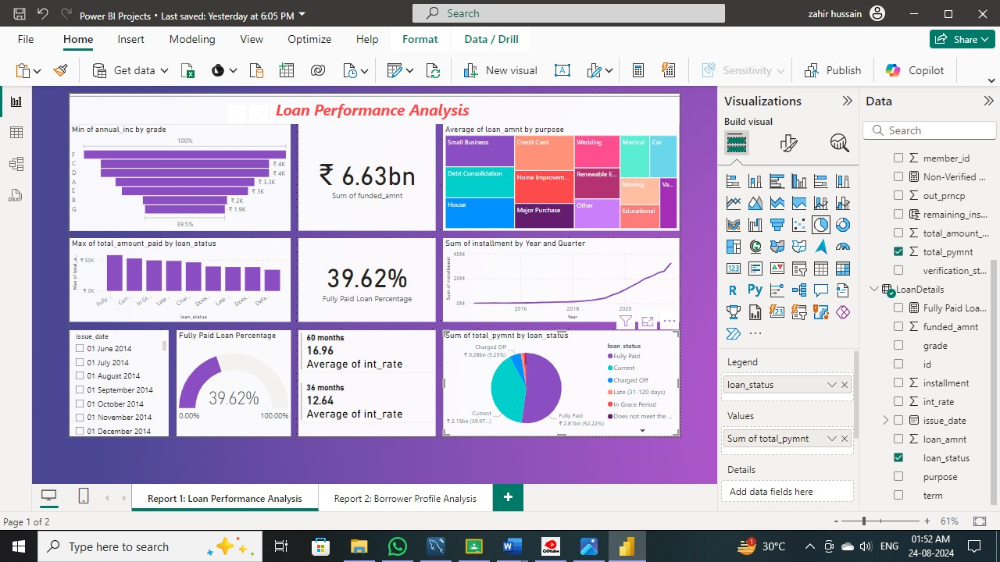 Power BI Projects • Last saved: Yesterday at 6:05 PM
Search
zahir hussain
File Home Insert Modeling View Optimize Help Format Data / Drill
Share
Get data
New visual
Sensitivity
Publish
Copilot
Loan Performance Analysis
Min of annual_inc by grade
100%
F
C ₹ 4K
D ₹ 4K
A ₹ 3.3K
E ₹ 3K
B ₹ 2K
G ₹ 1.9K
39.5%
₹ 6.63bn
Sum of funded_amnt
Average of loan_amnt by purpose
Small Business
Credit Card
Wedding
Medical
Car
Debt Consolidation
Home Improvem...
Renewable E...
Moving
Va...
House
Major Purchase
Other
Educational
Max of total_amount_paid by loan_status
Max of total_a...
₹ 50K
₹ 0K
Fully ...
Curr...
In Gr...
Late ...
Char...
Does...
Late ...
Does...
Defa...
loan_status
39.62%
Fully Paid Loan Percentage
Sum of installment by Year and Quarter
Sum of installment
40M
20M
0M
2016 2018 2020
Year
issue_date
01 June 2014
01 July 2014
01 August 2014
01 September 2014
01 October 2014
01 November 2014
01 December 2014
Fully Paid Loan Percentage
39.62%
0.00% 100.00%
60 months
16.96
Average of int_rate
36 months
12.64
Average of int_rate
Sum of total_pymnt by loan_status
Charged Off
₹ 0.28bn (5.25%)
Current
₹ 2.15bn (39.97...)
Fully Paid
₹ 2.81bn (52.22%)
loan_status
Fully Paid
Current
Charged Off
Late (31-120 days)
In Grace Period
Does not meet the ...
Visualizations
Build visual
R Py
123
Legend
loan_status
Values
Sum of total_pymnt
Details
Add data fields here
Data
Search
member_id
Non-Verified ...
out_prncp
remaining_ins...
total_amount_...
total_pymnt
verification_st...
LoanDetails
Fully Paid Loa...
funded_amnt
grade
id
installment
int_rate
issue_date
loan_amnt
loan_status
purpose
term
Report 1: Loan Performance Analysis
Report 2: Borrower Profile Analysis
Page 1 of 2
61%
Type here to search
30°C
ENG
01:52 AM
24-08-2024